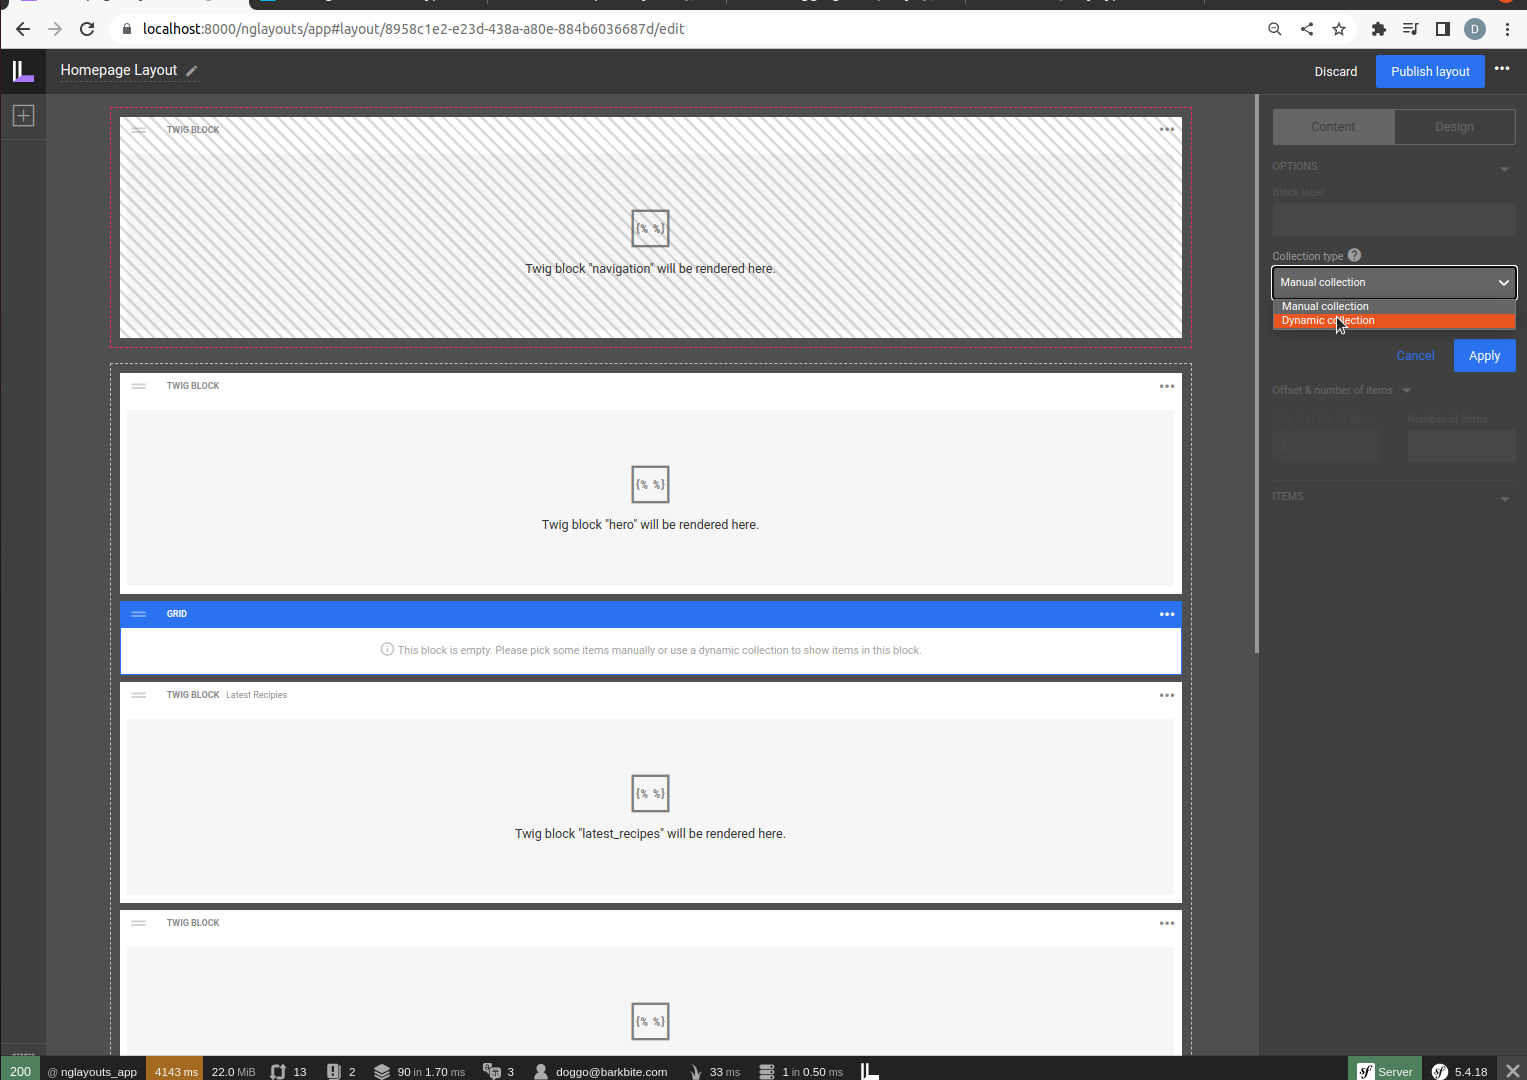 localhost:8000/nglayouts/app#layout/8958c1e2-e23d-438a-a80e-884b6036687d/edit
D
Homepage Layout
Discard
Publish layout
Content
Design
OPTIONS
Block label
Collection type ?
Manual collection
Manual collection
Dynamic collection
Cancel
Apply
Offset & number of items
Number of items
0
ITEMS
TWIG BLOCK
{% %}
Twig block "navigation" will be rendered here.
TWIG BLOCK
{% %}
Twig block "hero" will be rendered here.
GRID
This block is empty. Please pick some items manually or use a dynamic collection to show items in this block.
TWIG BLOCK Latest Recipies
{% %}
Twig block "latest_recipes" will be rendered here.
TWIG BLOCK
{% %}
200 @ nglayouts_app 4143 ms 22.0 MiB 13 2 90 in 1.70 ms 3 doggo@barkbite.com 33 ms 1 in 0.50 ms sf Server sf 5.4.18